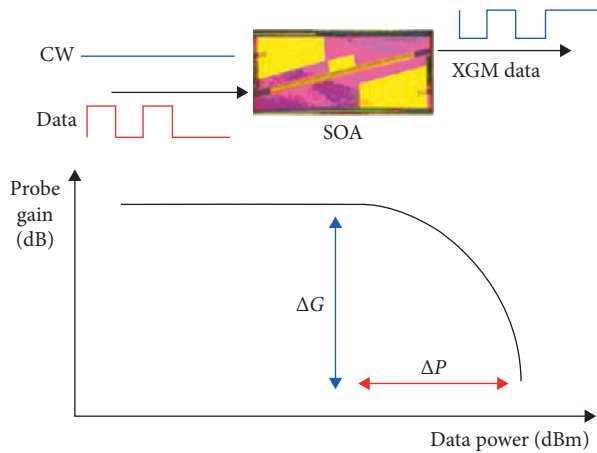 CW
Data
SOA
XGM data
Probe
gain
(dB)
ΔG
ΔP
Data power (dBm)